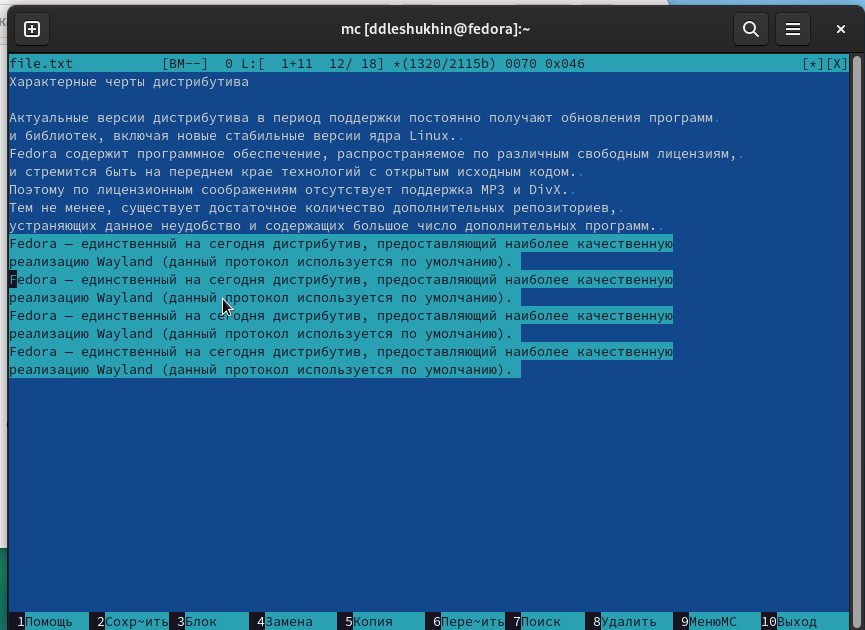 mc [ddleshukhin@fedora]:~
file.txt [BM--] 0 L:[ 1+11 12/ 18] *(1320/2115b) 0070 0x046 [*][X]
Характерные черты дистрибутива
Актуальные версии дистрибутива в период поддержки постоянно получают обновления программ.
и библиотек, включая новые стабильные версии ядра Linux..
Fedora содержит программное обеспечение, распространяемое по различным свободным лицензиям,.
и стремится быть на переднем крае технологий с открытым исходным кодом..
Поэтому по лицензионным соображениям отсутствует поддержка MP3 и DivX..
Тем не менее, существует достаточное количество дополнительных репозиториев,.
устраняющих данное неудобство и содержащих большое число дополнительных программ..
Fedora — единственный на сегодня дистрибутив, предоставляющий наиболее качественную
реализацию Wayland (данный протокол используется по умолчанию).
Fedora — единственный на сегодня дистрибутив, предоставляющий наиболее качественную
реализацию Wayland (данный протокол используется по умолчанию).
Fedora — единственный на сегодня дистрибутив, предоставляющий наиболее качественную
реализацию Wayland (данный протокол используется по умолчанию).
Fedora — единственный на сегодня дистрибутив, предоставляющий наиболее качественную
реализацию Wayland (данный протокол используется по умолчанию).
1Помощь 2Сохр~ить 3Блок 4Замена 5Копия 6Пере~ить 7Поиск 8Удалить 9МенюMC 10Выход